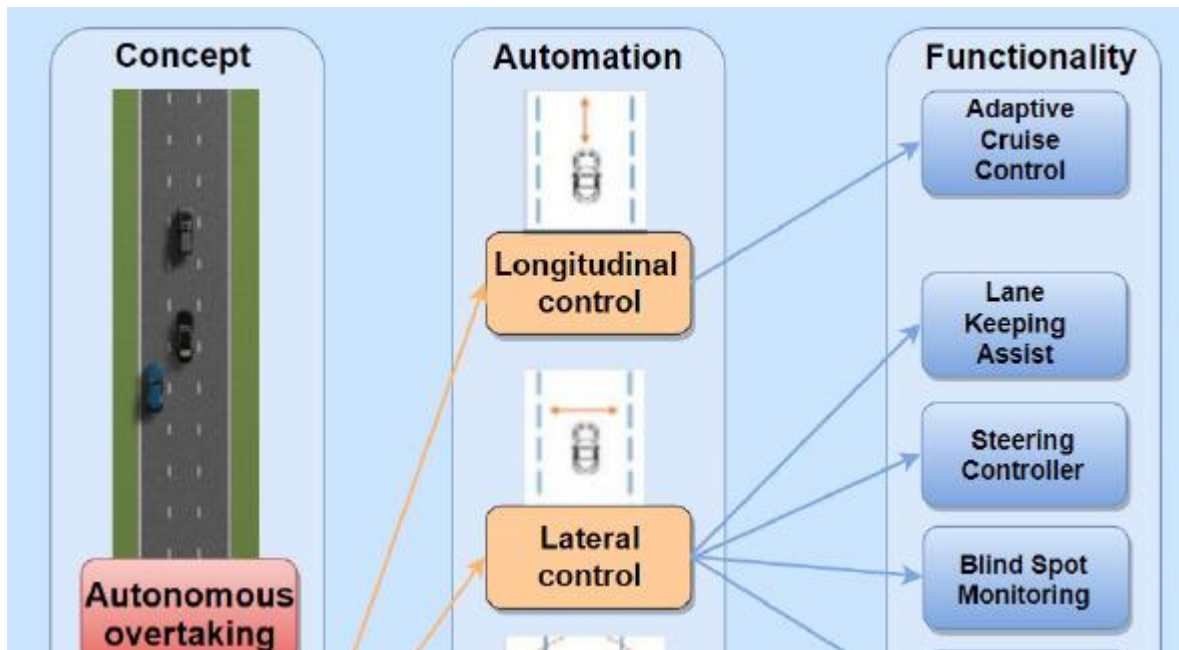 Concept
Autonomous
overtaking
Automation
Longitudinal
control
Lateral
control
Functionality
Adaptive
Cruise
Control
Lane
Keeping
Assist
Steering
Controller
Blind Spot
Monitoring